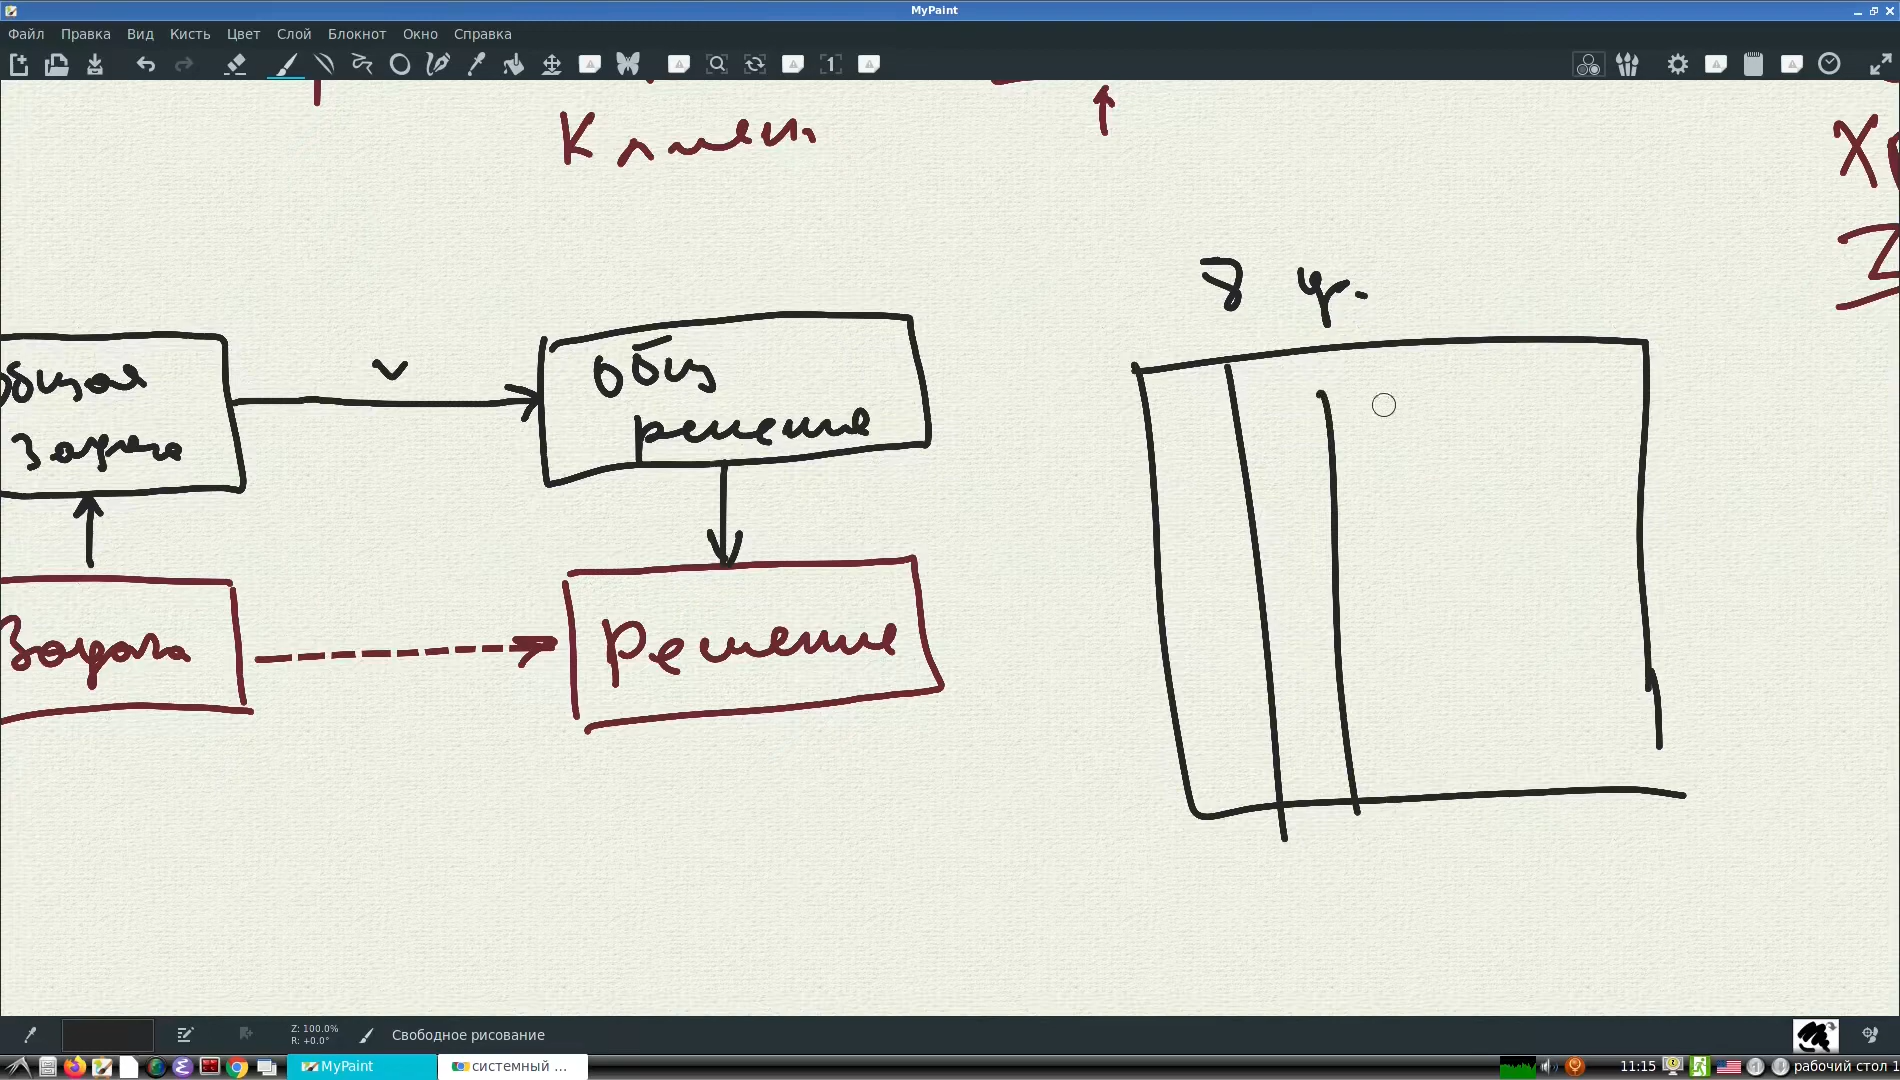 MyPaint
Файл Правка Вид Кисть Цвет Слой Блокнот Окно Справка
Клиент
Хр
8 ф.
Общая
задача
общ
решение
Задача
Решение
Z: 100.0%
R: +0.0°
Свободное рисование
MyPaint
системный ...
11:15
рабочий стол 1